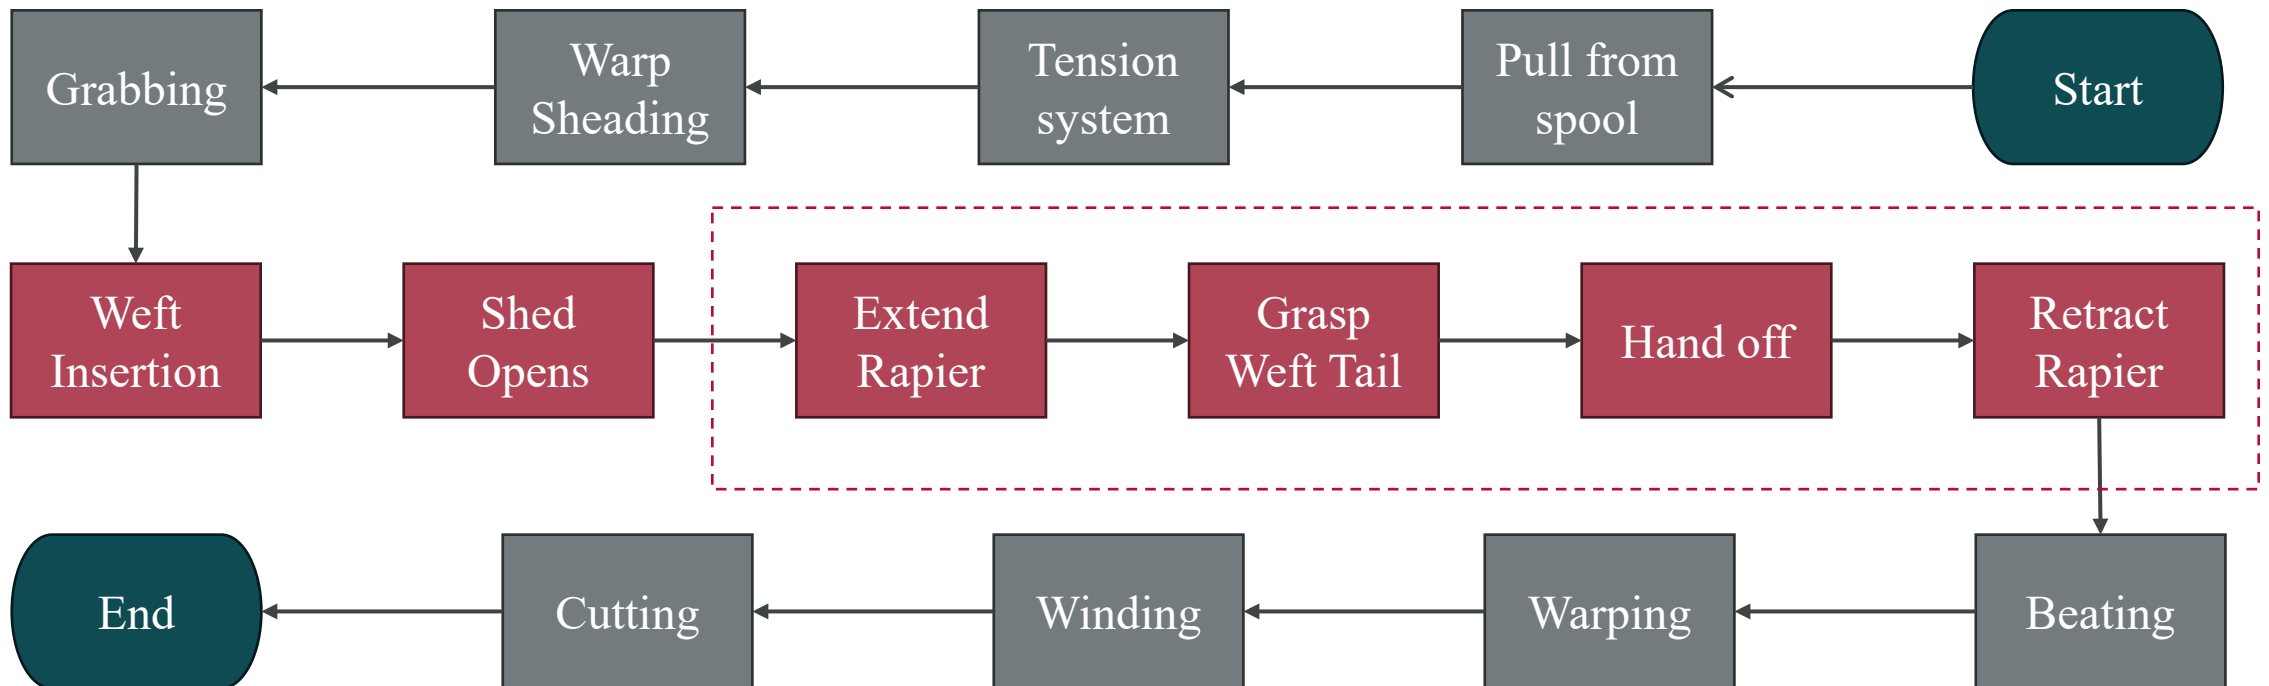 Start
Pull from
spool
Tension
system
Warp
Sheading
Grabbing
Weft
Insertion
Shed
Opens
Extend
Rapier
Grasp
Weft Tail
Hand off
Retract
Rapier
Beating
Warping
Winding
Cutting
End